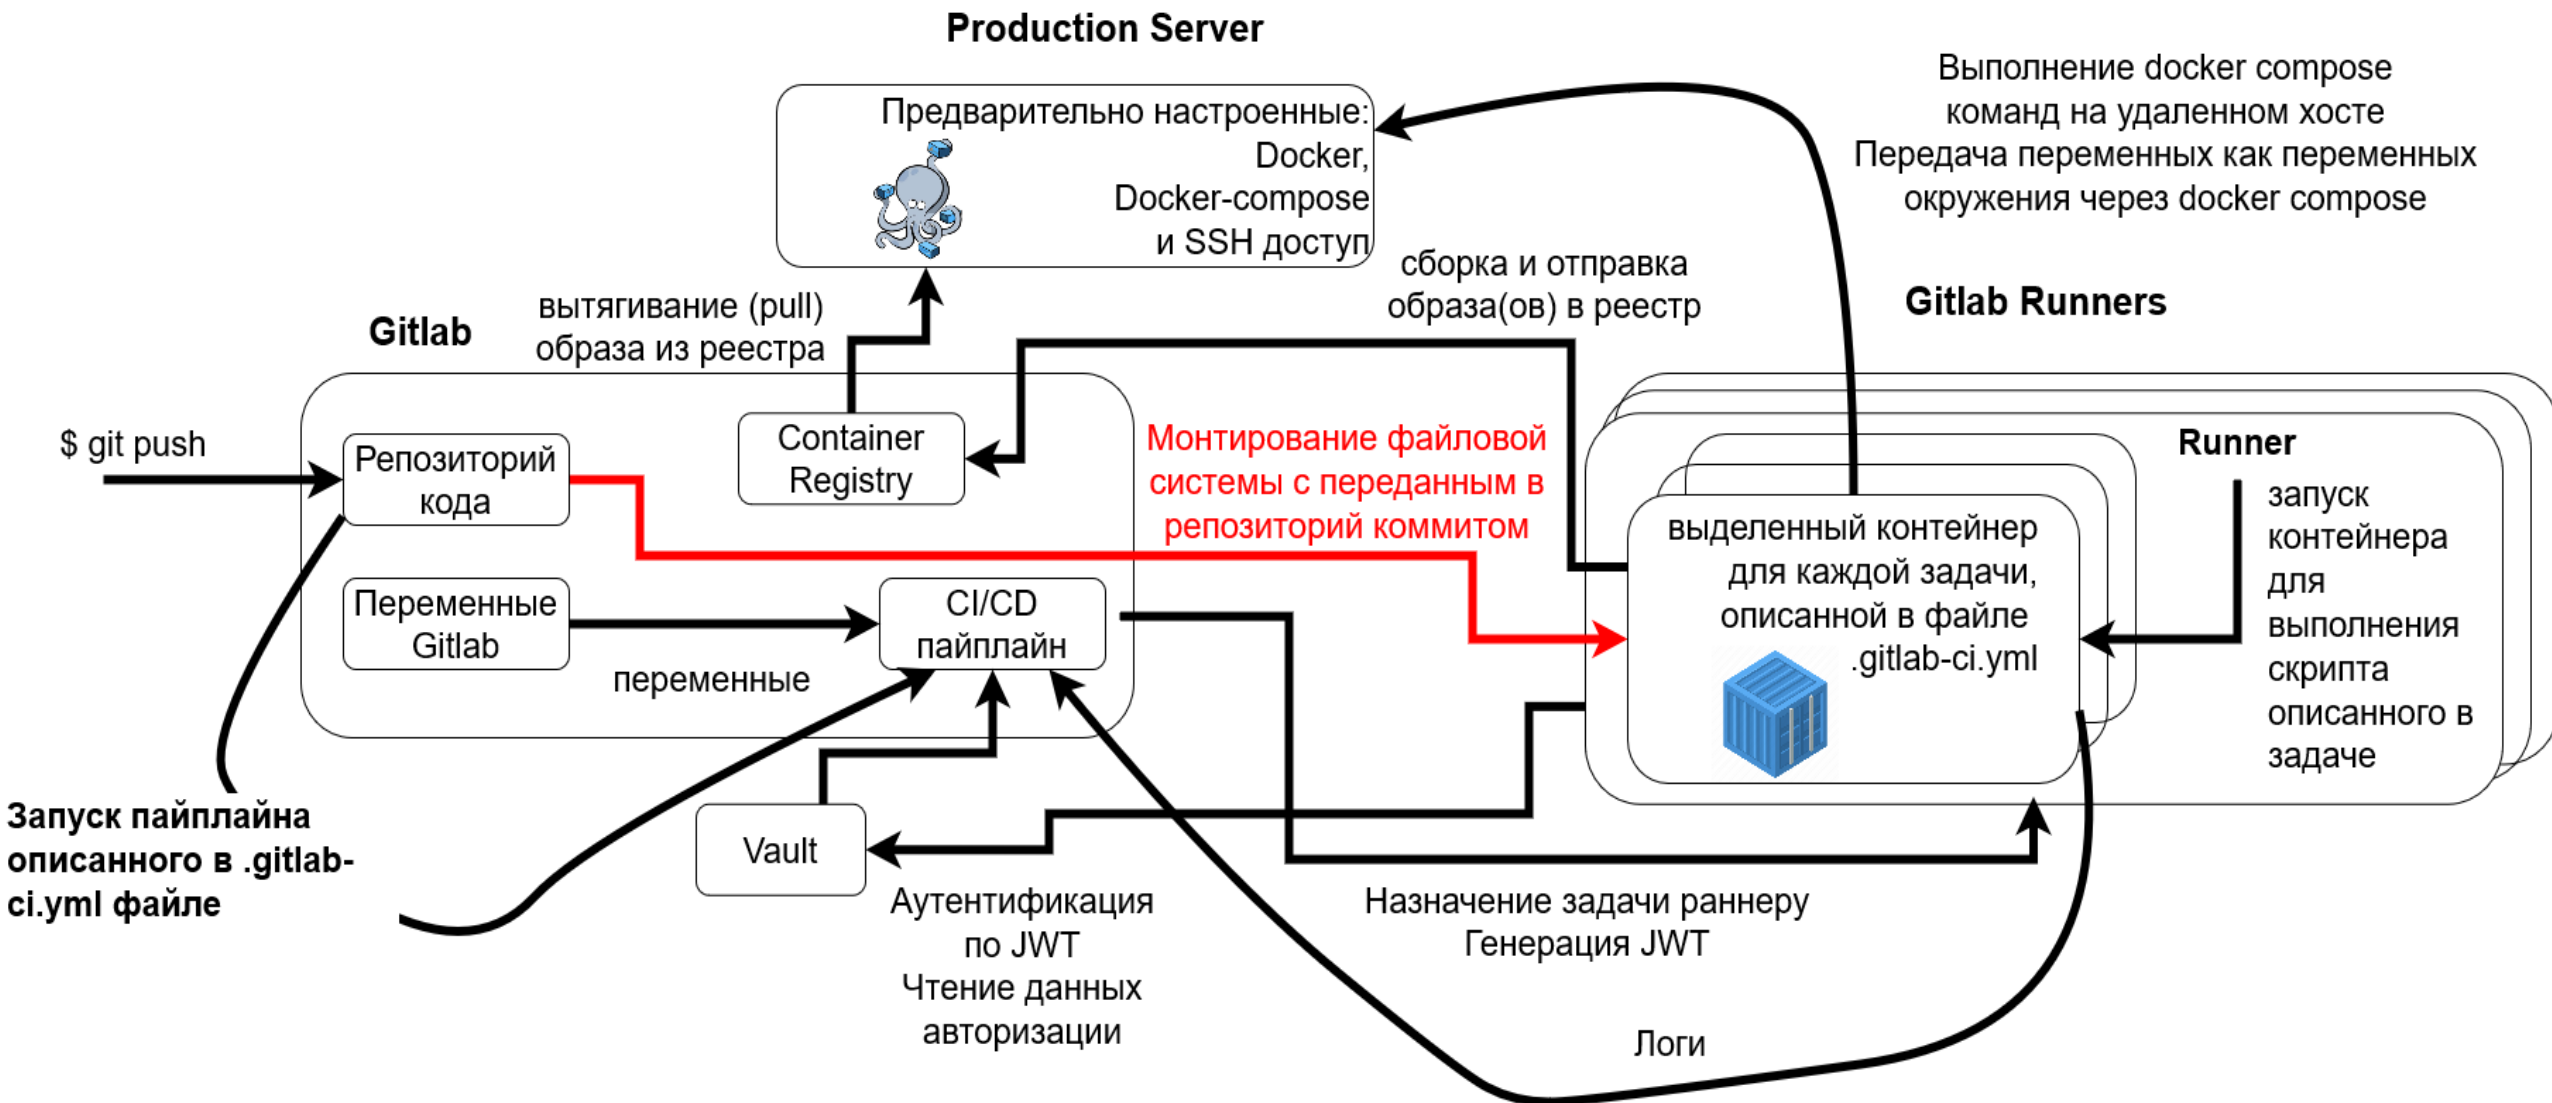 Production Server
Предварительно настроенные:
Docker,
Docker-compose
и SSH доступ
Выполнение docker compose
команд на удаленном хосте
Передача переменных как переменных
окружения через docker compose
сборка и отправка
образа(ов) в реестр
Gitlab Runners
вытягивание (pull)
образа из реестра
Gitlab
$ git push
Репозиторий
кода
Container
Registry
Монтирование файловой
системы с переданным в
репозиторий коммитом
Runner
запуск
контейнера
для
выполнения
скрипта
описанного в
задаче
выделенный контейнер
для каждой задачи,
описанной в файле
.gitlab-ci.yml
Переменные
Gitlab
переменные
CI/CD
пайплайн
Запуск пайплайна
описанного в .gitlab-
ci.yml файле
Vault
Аутентификация
по JWT
Чтение данных
авторизации
Назначение задачи раннеру
Генерация JWT
Логи